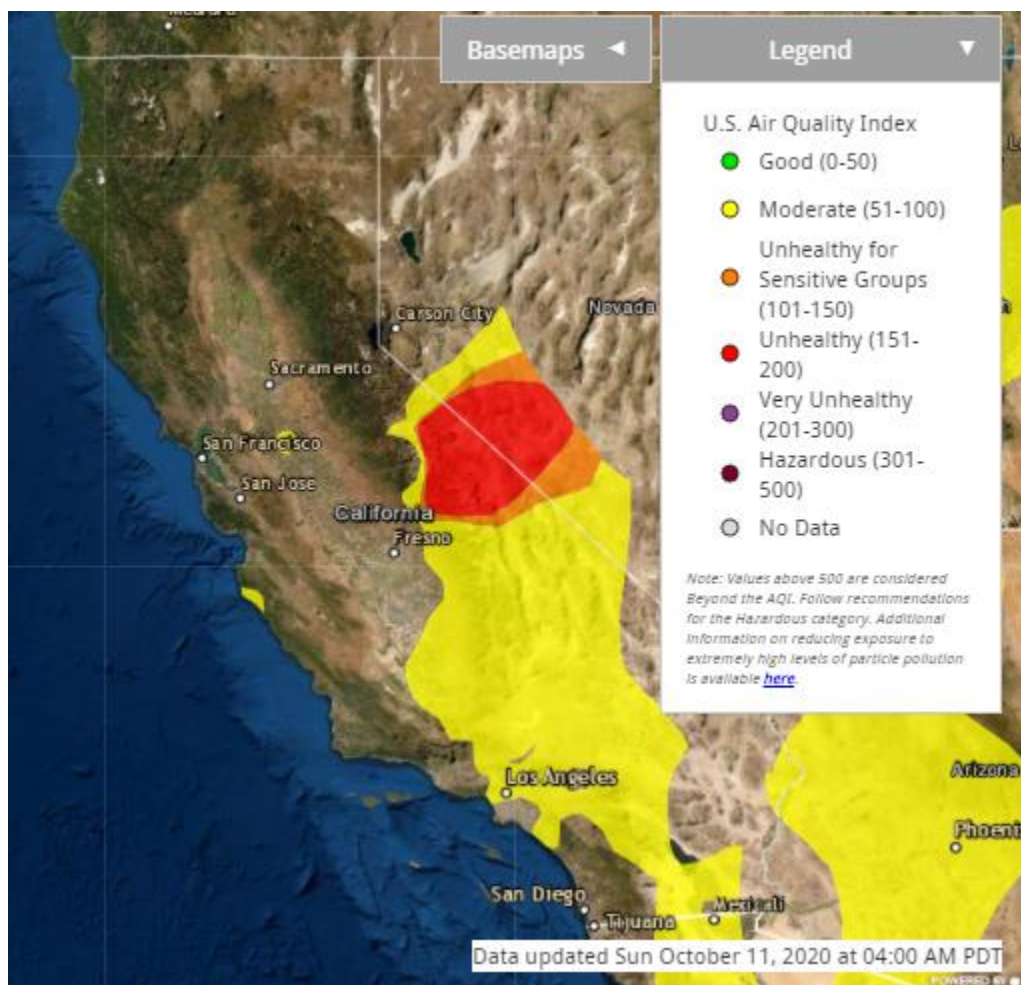 Medford
Basemaps
Legend
U.S. Air Quality Index
Good (0-50)
Moderate (51-100)
Unhealthy for
Sensitive Groups
(101-150)
Unhealthy (151-
200)
Very Unhealthy
(201-300)
Hazardous (301-
500)
No Data
Note: Values above 500 are considered
Beyond the AQI. Follow recommendations
for the Hazardous category. Additional
information on reducing exposure to
extremely high levels of particle pollution
is available here.
Carson City
Nevada
Sacramento
San Francisco
San Jose
California
Fresno
Los Angeles
Arizona
Phoeni
San Diego
Mexicali
Tijuana
Data updated Sun October 11, 2020 at 04:00 AM PDT
POWERED BY